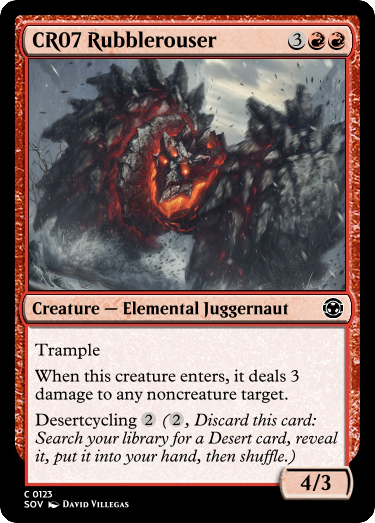 CR07 Rubblerouser 3
Creature — Elemental Juggernaut
Trample
When this creature enters, it deals 3
damage to any noncreature target.
Desertcycling 2 (2, Discard this card:
Search your library for a Desert card, reveal
it, put it into your hand, then shuffle.)
4/3
C 0123
SOV DAVID VILLEGAS